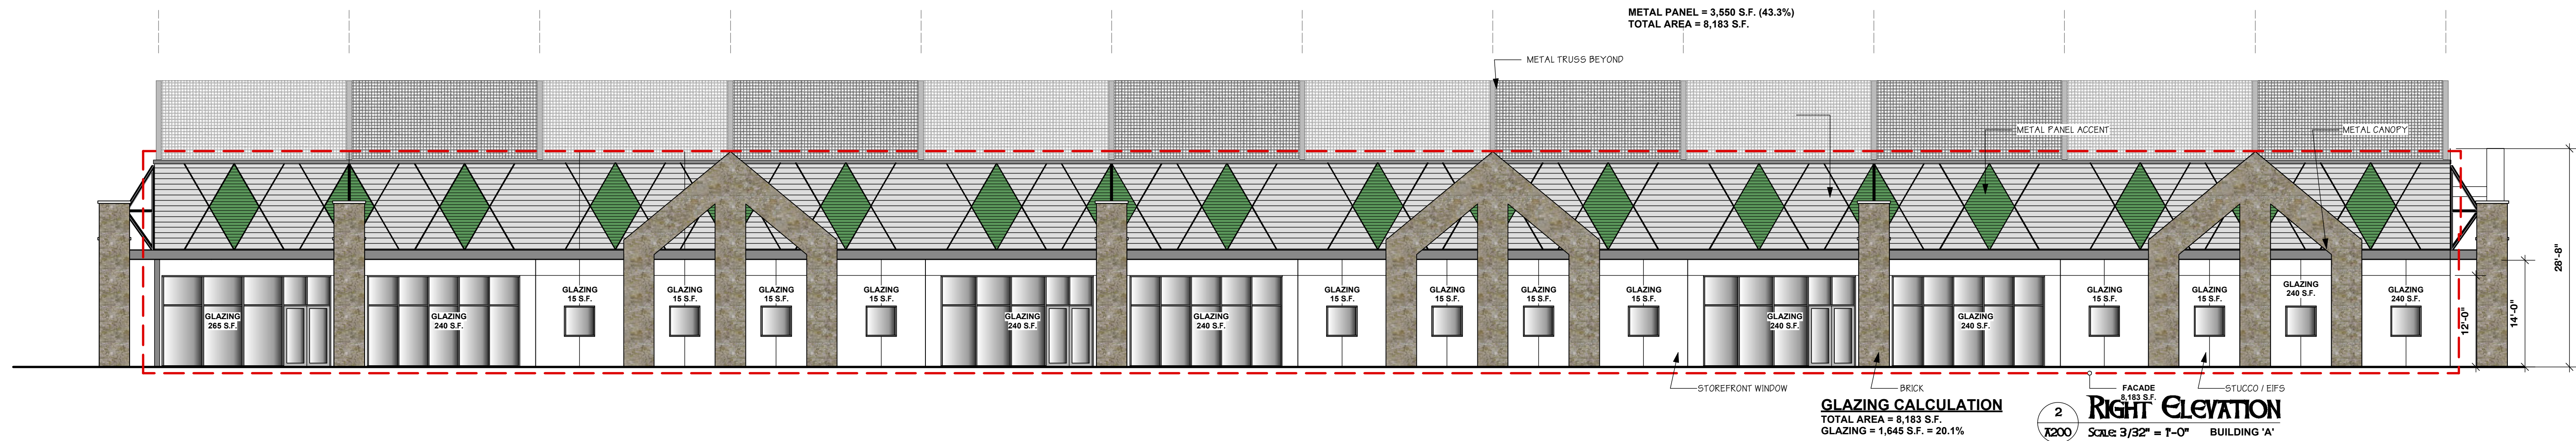 METAL PANEL = 3,550 S.F. (43.3%)
TOTAL AREA = 8,183 S.F.
METAL TRUSS BEYOND
METAL PANEL ACCENT
METAL CANOPY
28'-8"
14'-0"
12'-0"
GLAZING
265 S.F.
GLAZING
240 S.F.
GLAZING
15 S.F.
GLAZING
15 S.F.
GLAZING
15 S.F.
GLAZING
15 S.F.
GLAZING
240 S.F.
GLAZING
240 S.F.
GLAZING
15 S.F.
GLAZING
15 S.F.
GLAZING
15 S.F.
GLAZING
15 S.F.
GLAZING
240 S.F.
GLAZING
240 S.F.
GLAZING
15 S.F.
GLAZING
15 S.F.
GLAZING
240 S.F.
GLAZING
240 S.F.
STOREFRONT WINDOW
BRICK
STUCCO / EIFS
FACADE
8,183 S.F.
GLAZING CALCULATION
TOTAL AREA = 8,183 S.F.
GLAZING = 1,645 S.F. = 20.1%
2
A200
RIGHT ELEVATION
SCALE: 3/32" = 1'-0"
BUILDING 'A'